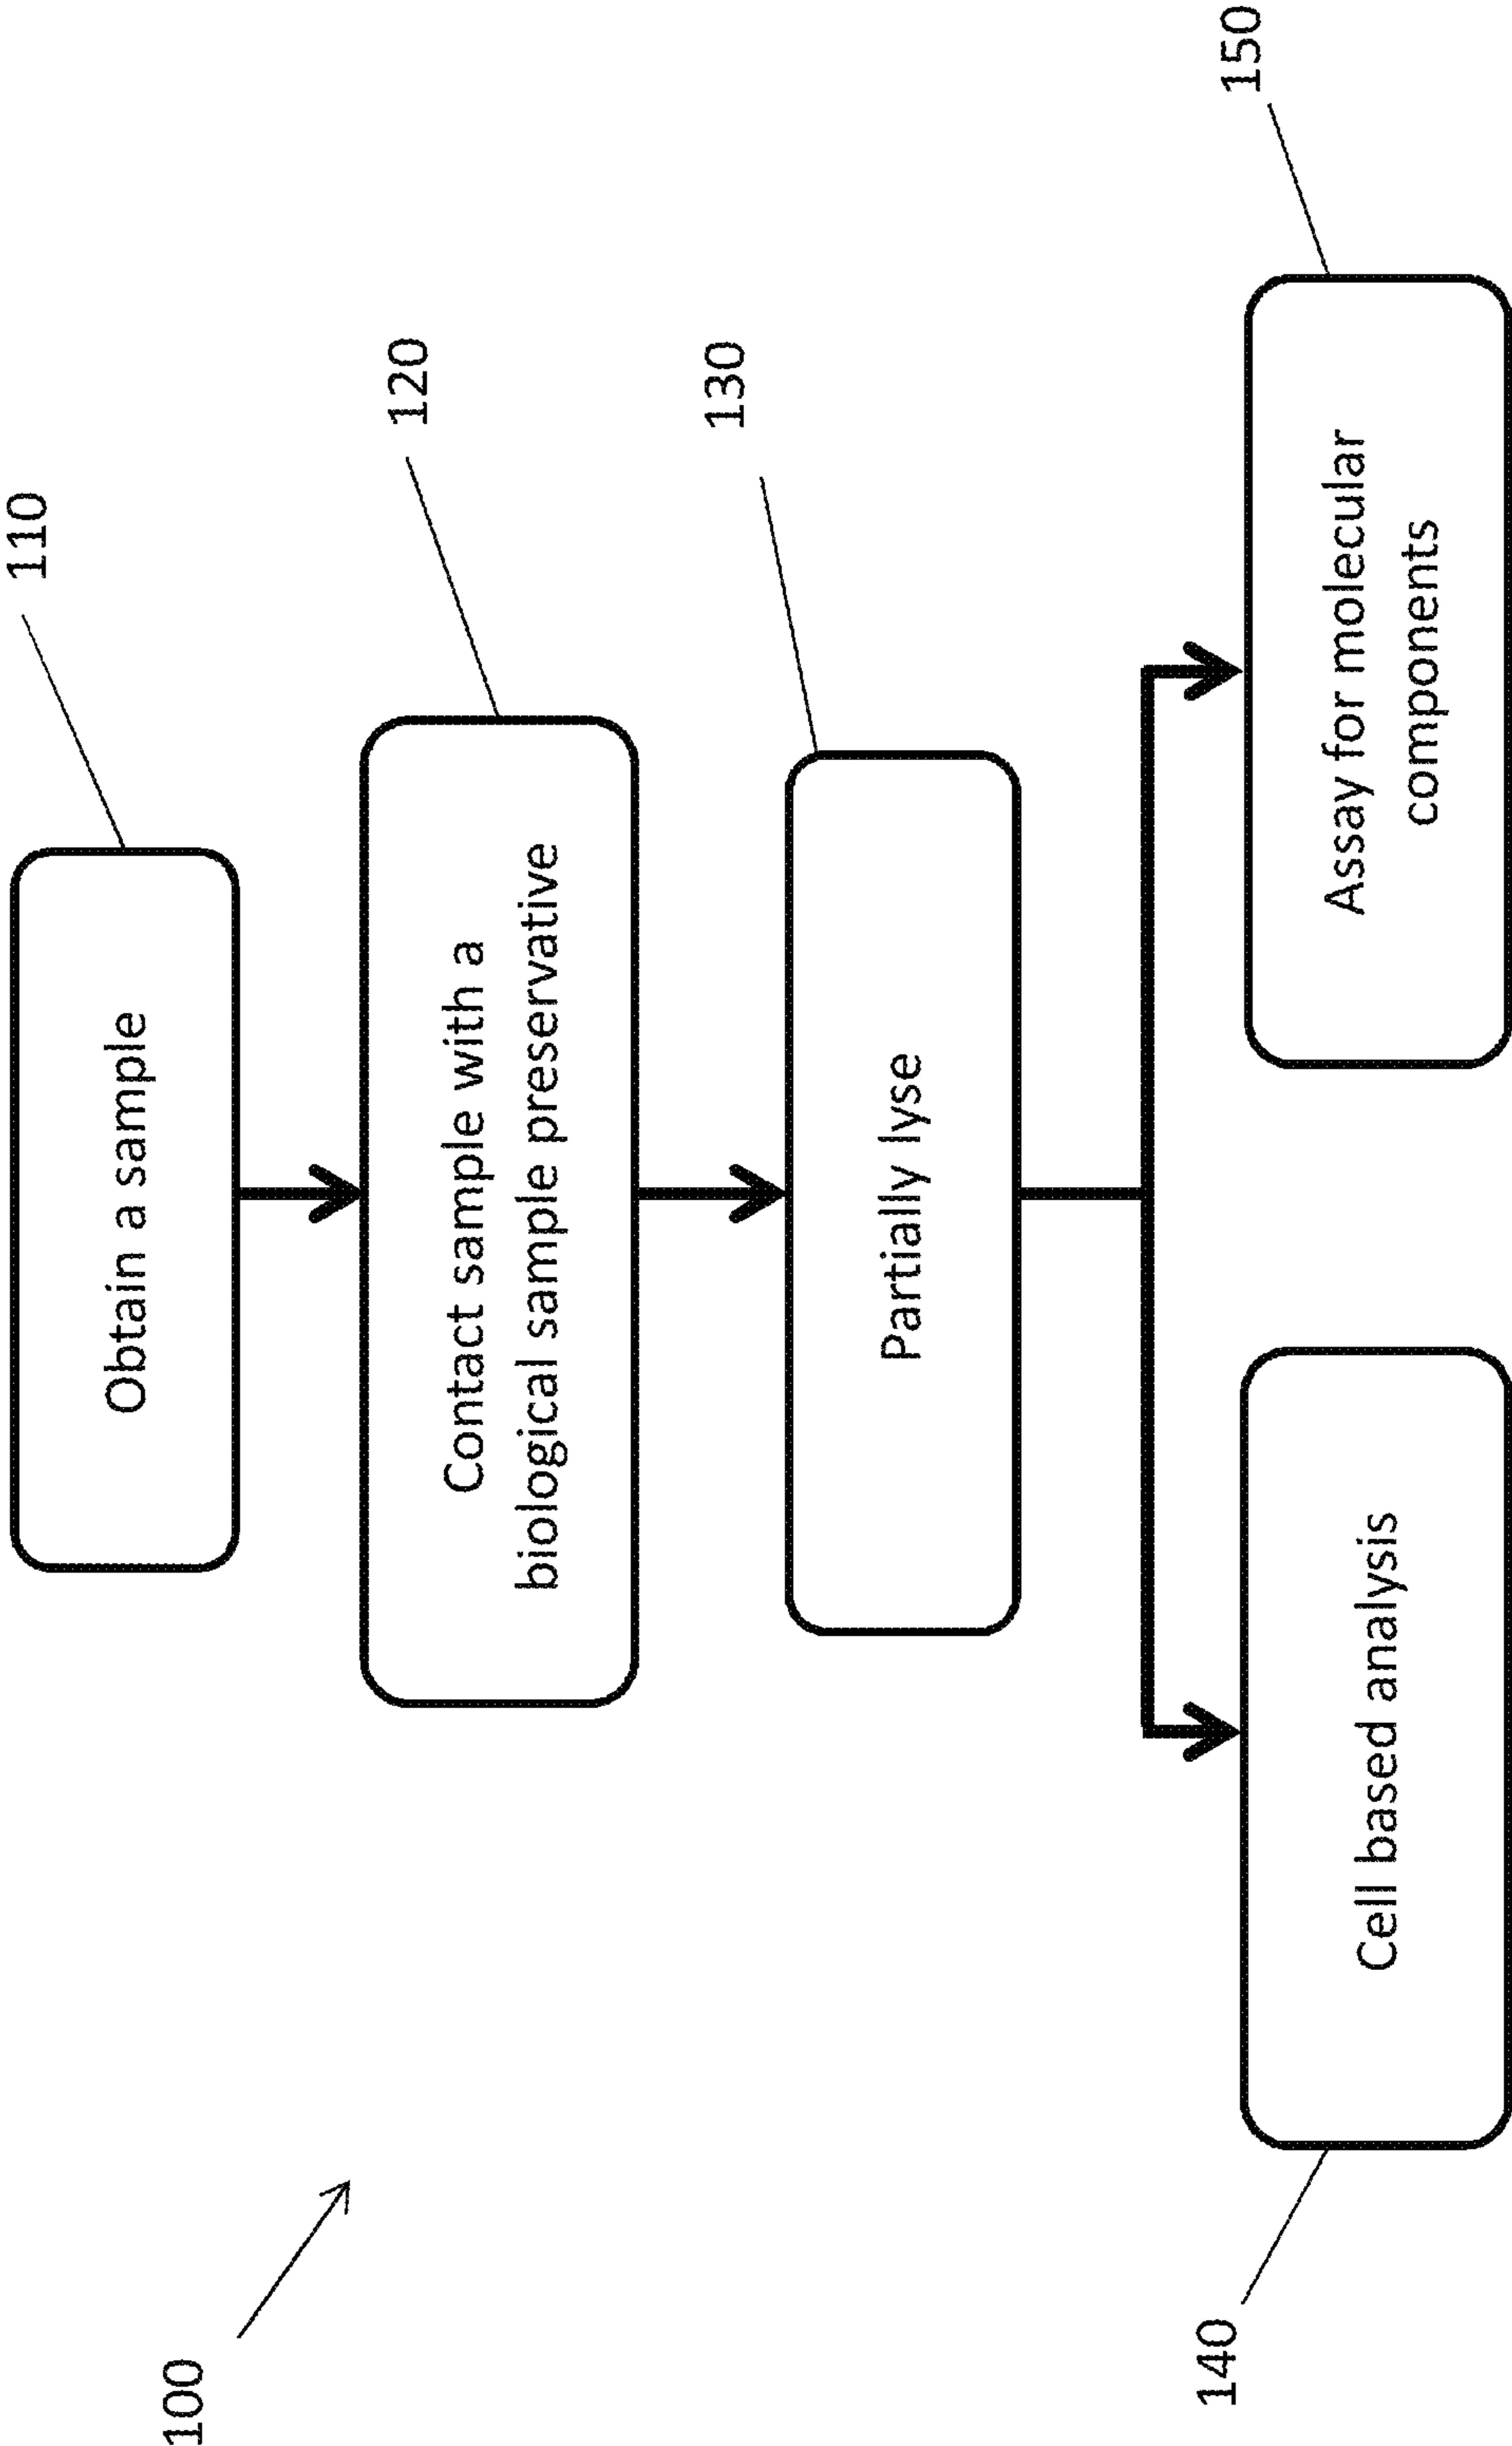 100
110
Obtain a sample
120
Contact sample with a
biological sample preservative
130
Partially lyse
140
Cell based analysis
150
Assay for molecular
components